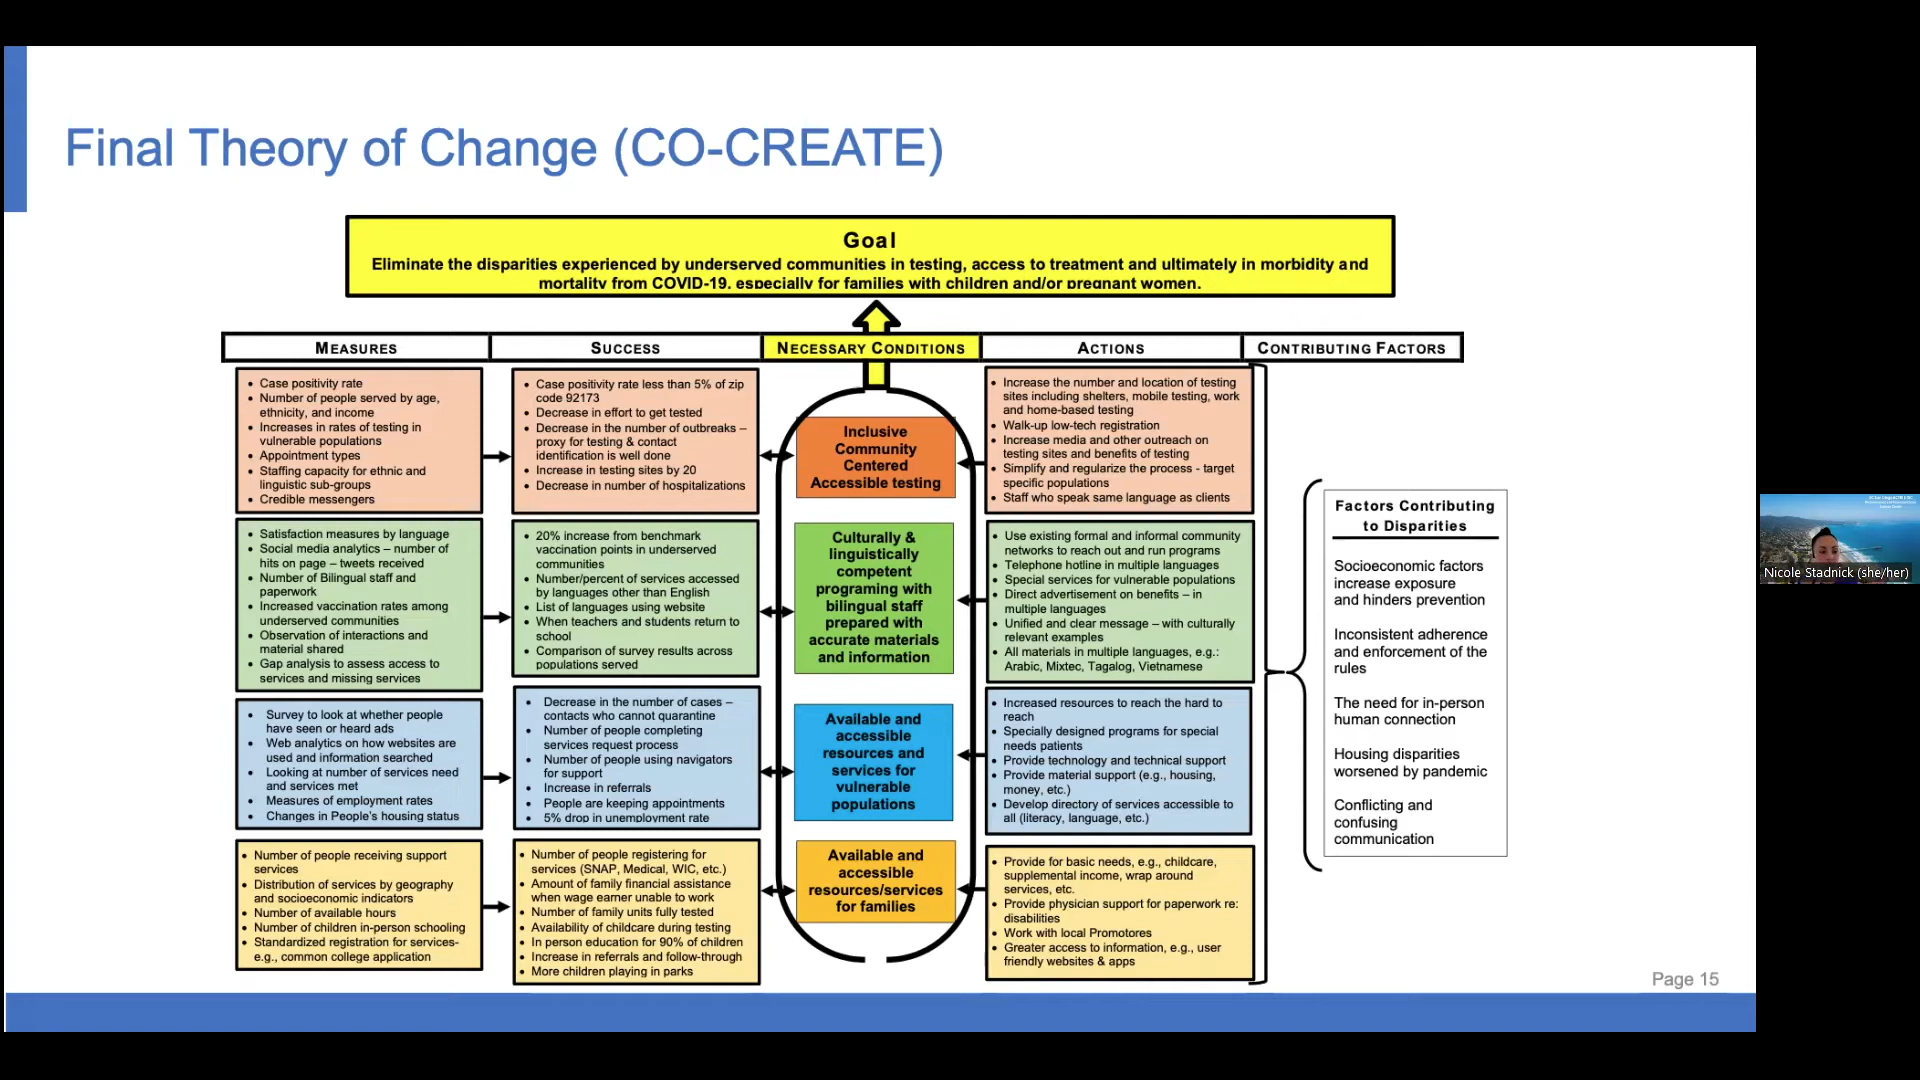 Final Theory of Change (CO-CREATE)
Goal
Eliminate the disparities experienced by underserved communities in testing, access to treatment and ultimately in morbidity and
mortality from COVID-19, especially for families with children and/or pregnant women.
MEASURES
SUCCESS
NECESSARY CONDITIONS
ACTIONS
CONTRIBUTING FACTORS
• Case positivity rate
• Number of people served by age,
ethnicity, and income
• Increases in rates of testing in
vulnerable populations
• Appointment types
• Staffing capacity for ethnic and
linguistic sub-groups
• Credible messengers
• Case positivity rate less than 5% of zip
code 92173
• Decrease in effort to get tested
• Decrease in the number of outbreaks –
proxy for testing & contact
identification is well done
• Increase in testing sites by 20
• Decrease in number of hospitalizations
Inclusive
Community
Centered
Accessible testing
• Increase the number and location of testing
sites including shelters, mobile testing, work
and home-based testing
• Walk-up low-tech registration
• Increase media and other outreach on
testing sites and benefits of testing
• Simplify and regularize the process - target
specific populations
• Staff who speak same language as clients
• Satisfaction measures by language
• Social media analytics – number of
hits on page – tweets received
• Number of Bilingual staff and
paperwork
• Increased vaccination rates among
underserved communities
• Observation of interactions and
material shared
• Gap analysis to assess access to
services and missing services
• 20% increase from benchmark
vaccination points in underserved
communities
• Number/percent of services accessed
by languages other than English
• List of languages using website
• When teachers and students return to
school
• Comparison of survey results across
populations served
Culturally &
linguistically
competent
programing with
bilingual staff
prepared with
accurate materials
and information
• Use existing formal and informal community
networks to reach out and run programs
• Telephone hotline in multiple languages
• Special services for vulnerable populations
• Direct advertisement on benefits – in
multiple languages
• Unified and clear message – with culturally
relevant examples
• All materials in multiple languages, e.g.:
Arabic, Mixtec, Tagalog, Vietnamese
• Survey to look at whether people
have seen or heard ads
• Web analytics on how websites are
used and information searched
• Looking at number of services need
and services met
• Measures of employment rates
• Changes in People's housing status
• Decrease in the number of cases –
contacts who cannot quarantine
• Number of people completing
services request process
• Number of people using navigators
for support
• Increase in referrals
• People are keeping appointments
• 5% drop in unemployment rate
Available and
accessible
resources and
services for
vulnerable
populations
• Increased resources to reach the hard to
reach
• Specially designed programs for special
needs patients
• Provide technology and technical support
• Provide material support (e.g., housing,
money, etc.)
• Develop directory of services accessible to
all (literacy, language, etc.)
• Number of people receiving support
services
• Distribution of services by geography
and socioeconomic indicators
• Number of available hours
• Number of children in-person schooling
• Standardized registration for services-
e.g., common college application
• Number of people registering for
services (SNAP, Medical, WIC, etc.)
• Amount of family financial assistance
when wage earner unable to work
• Number of family units fully tested
• Availability of childcare during testing
• In person education for 90% of children
• Increase in referrals and follow-through
• More children playing in parks
Available and
accessible
resources/services
for families
• Provide for basic needs, e.g., childcare,
supplemental income, wrap around
services, etc.
• Provide physician support for paperwork re:
disabilities
• Work with local Promotores
• Greater access to information, e.g., user
friendly websites & apps
Factors Contributing
to Disparities
Socioeconomic factors
increase exposure
and hinders prevention
Inconsistent adherence
and enforcement of the
rules
The need for in-person
human connection
Housing disparities
worsened by pandemic
Conflicting and
confusing
communication
Page 15
Nicole Stadnick (she/her)